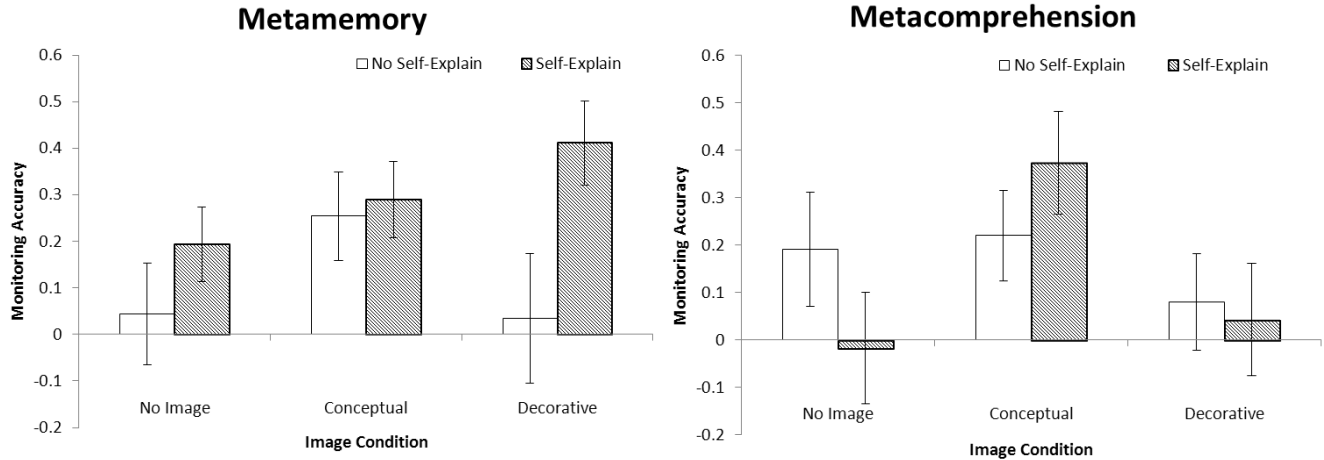 Metamemory
No Self-Explain Self-Explain
Monitoring Accuracy
0.6
0.5
0.4
0.3
0.2
0.1
0
-0.1
-0.2
No Image Conceptual Decorative
Image Condition
Metacomprehension
No Self-Explain Self-Explain
Monitoring Accuracy
0.6
0.5
0.4
0.3
0.2
0.1
0
-0.1
-0.2
No Image Conceptual Decorative
Image Condition